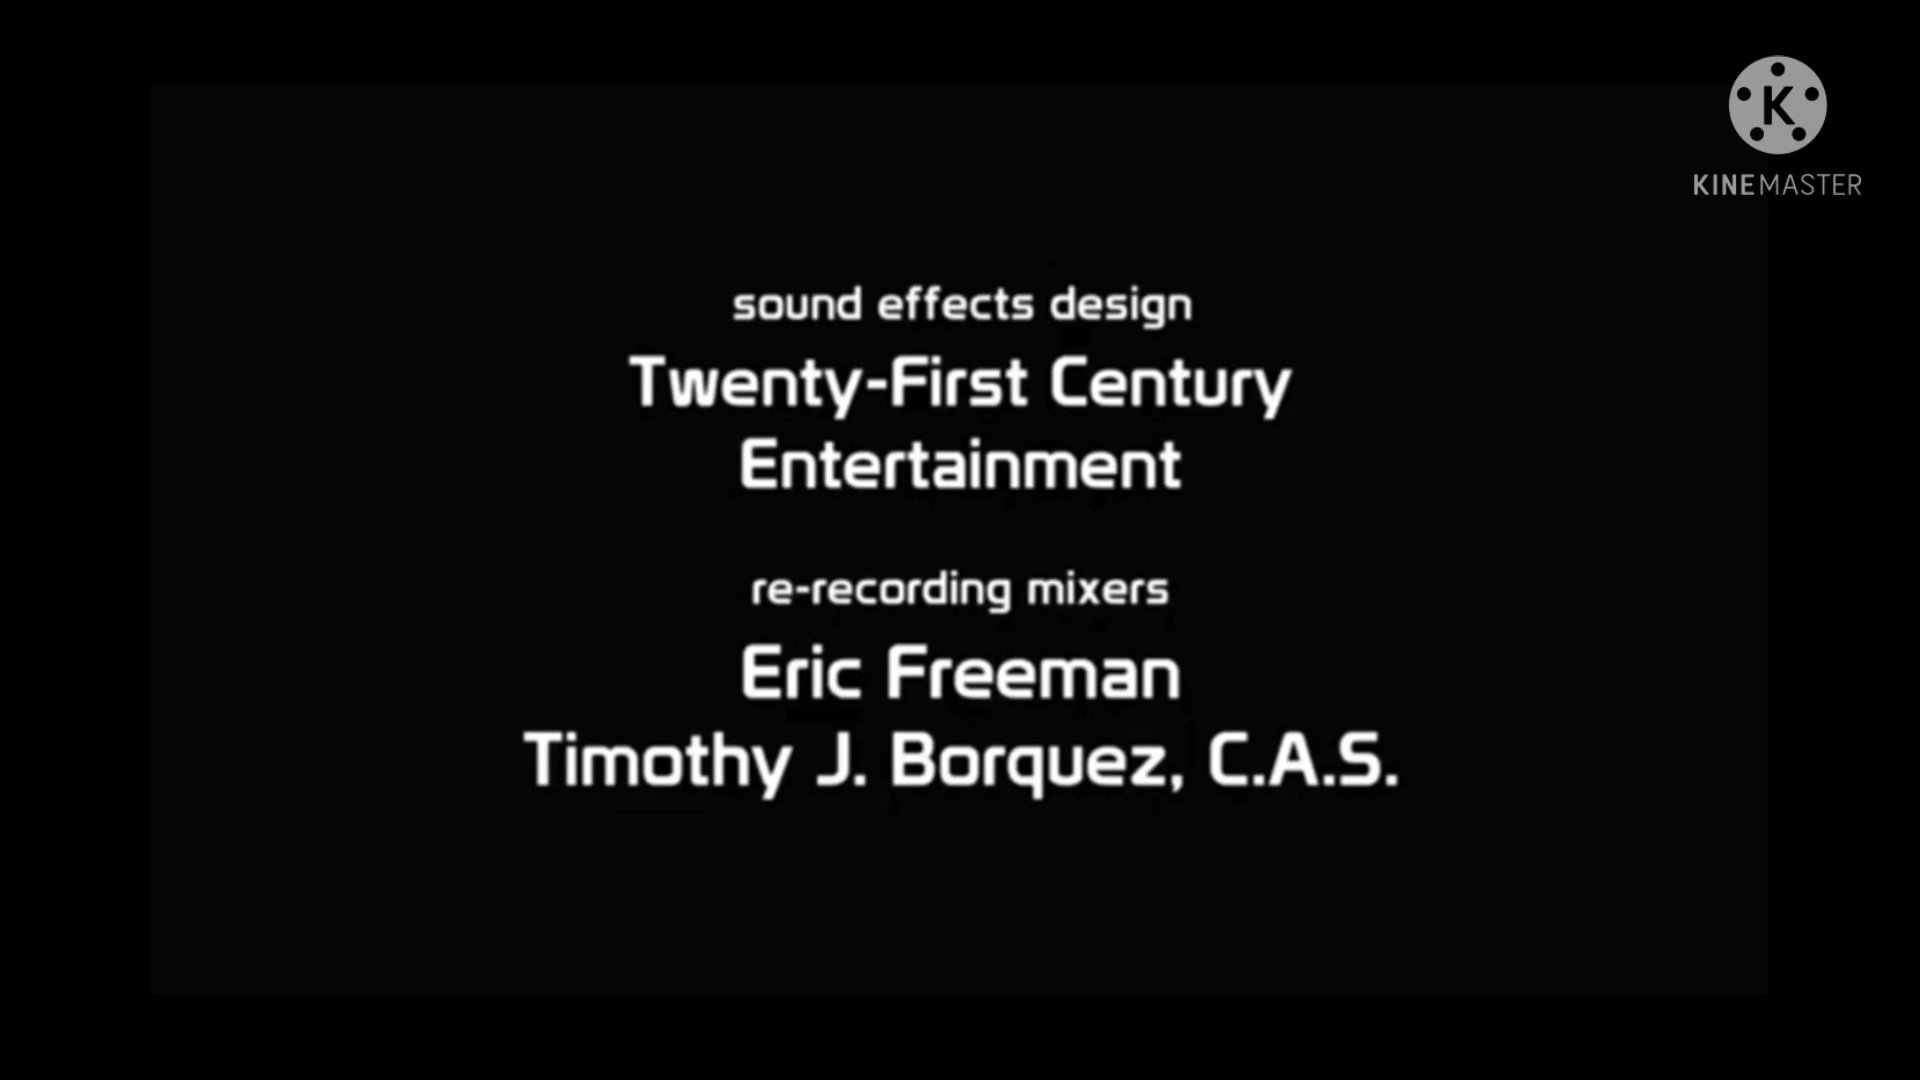 K
KINEMASTER
sound effects design
Twenty-First Century
Entertainment
re-recording mixers
Eric Freeman
Timothy J. Borquez, C.A.S.